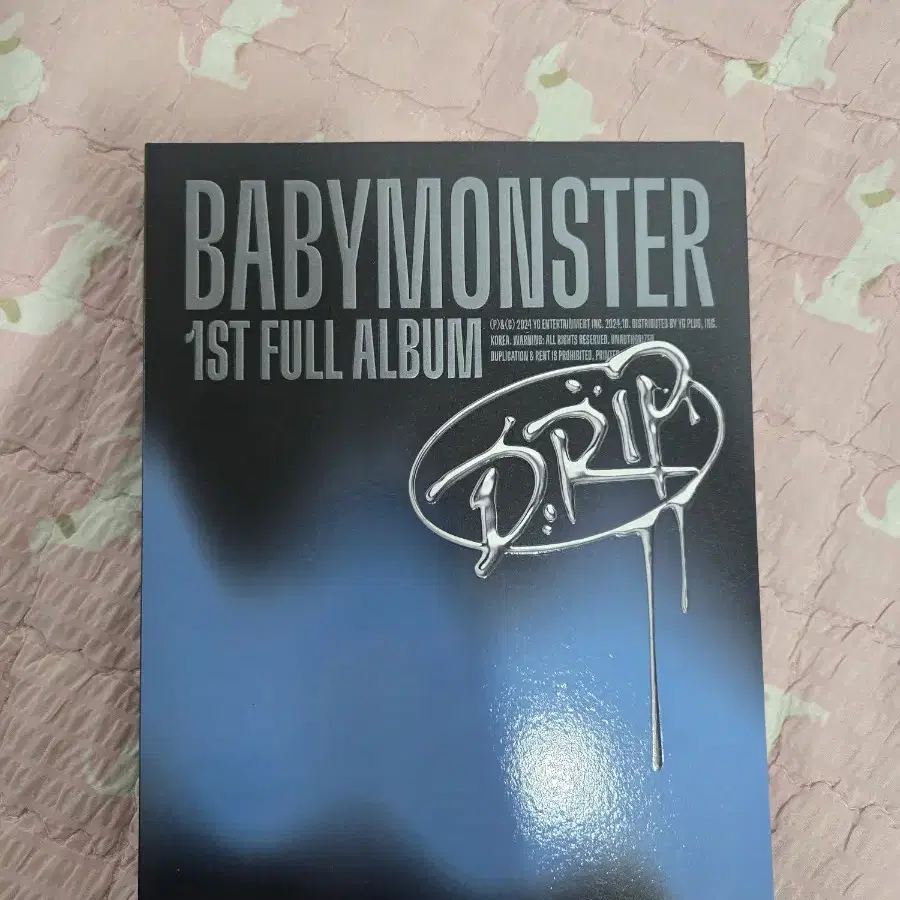 BABYMONSTER
1ST FULL ALBUM
(P)&(C) 2024 YG ENTERTAINMENT INC. 2024.10. DISTRIBUTED BY YG PLUS, INC.
KOREA. WARNING: ALL RIGHTS RESERVED. UNAUTHORIZED
DUPLICATION & RENT IS PROHIBITED.
DRIP